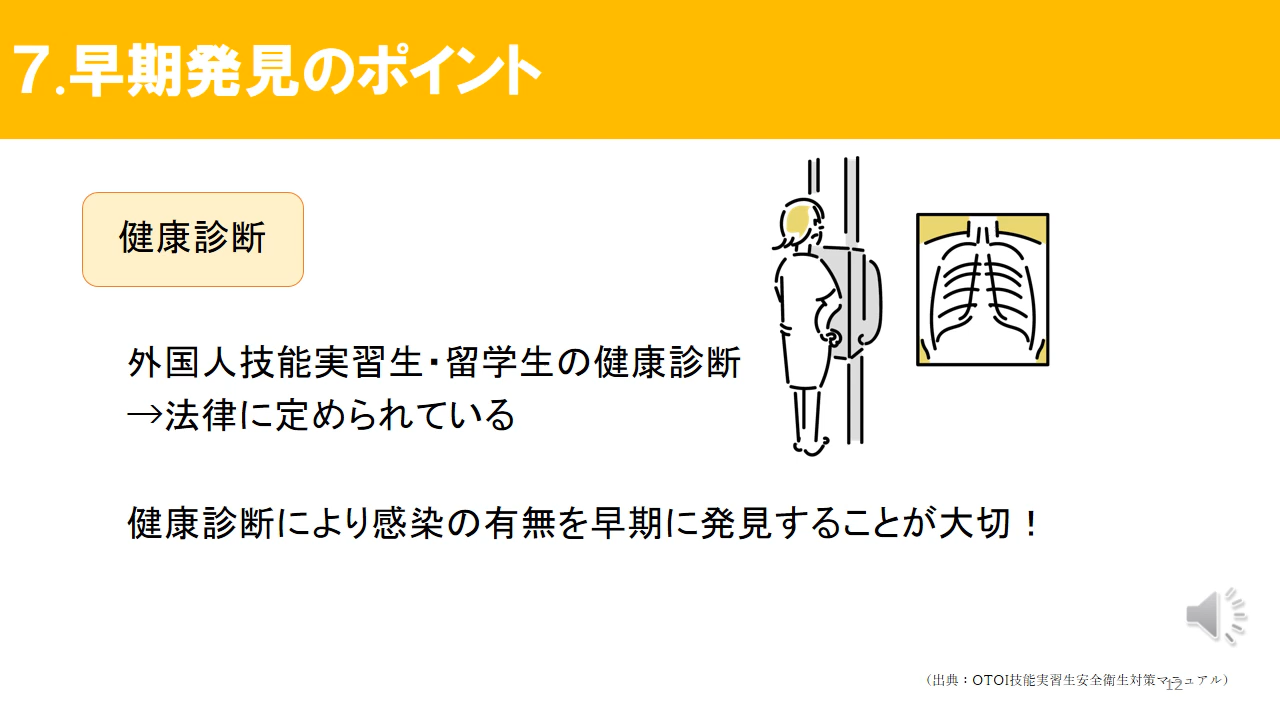 7.早期発見のポイント
健康診断
外国人技能実習生・留学生の健康診断
→法律に定められている
健康診断により感染の有無を早期に発見することが大切！
（出典：OTOI技能実習生安全衛生対策マニュアル）
12